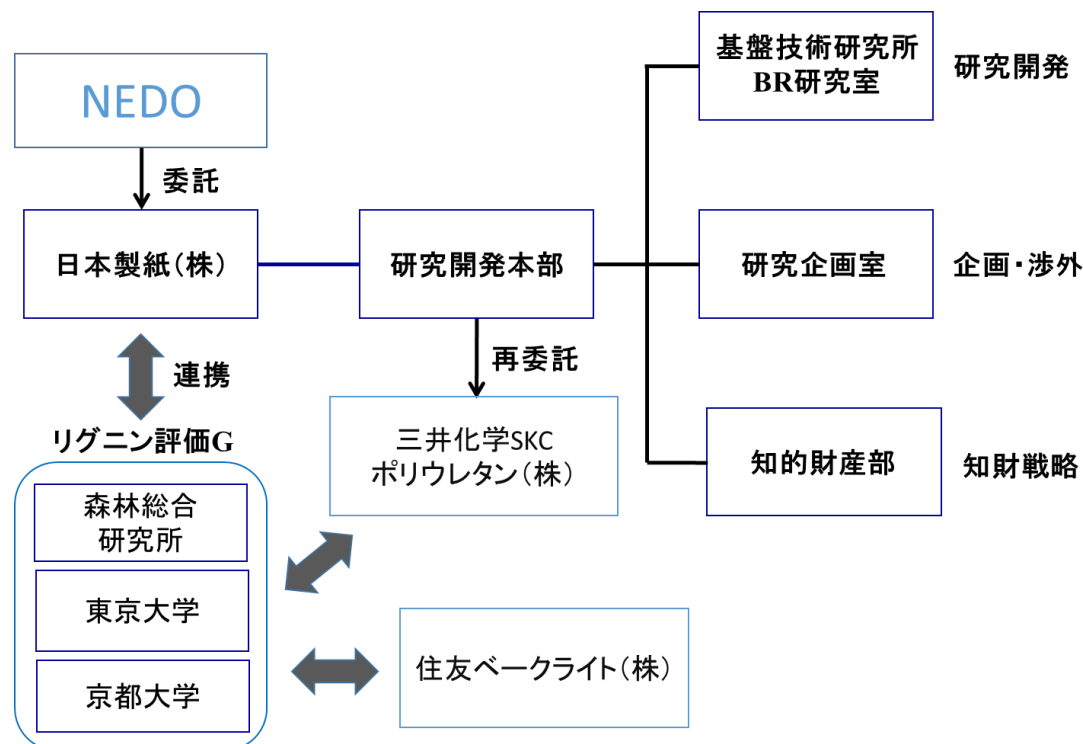 NEDO
委託
日本製紙(株)
研究開発本部
基盤技術研究所
BR研究室
研究開発
研究企画室
企画・渉外
知的財産部
知財戦略
再委託
三井化学SKC
ポリウレタン(株)
連携
リグニン評価G
森林総合
研究所
東京大学
京都大学
住友ベークライト(株)